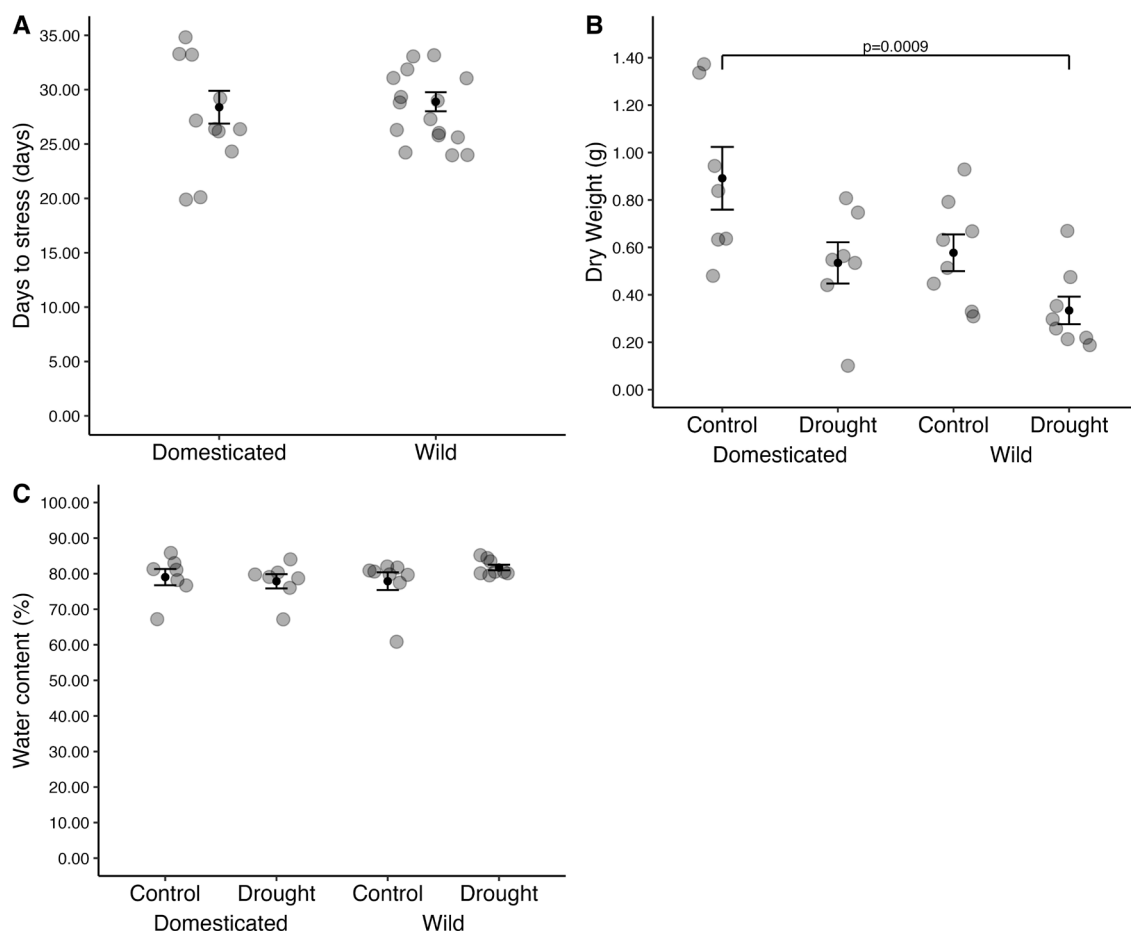 A
35.00
30.00
25.00
20.00
15.00
10.00
5.00
0.00
Days to stress (days)
Domesticated Wild
B
p=0.0009
1.40
1.20
1.00
0.80
0.60
0.40
0.20
0.00
Dry Weight (g)
Control Drought Control Drought
Domesticated Wild
C
100.00
90.00
80.00
70.00
60.00
50.00
40.00
30.00
20.00
10.00
0.00
Water content (%)
Control Drought Control Drought
Domesticated Wild